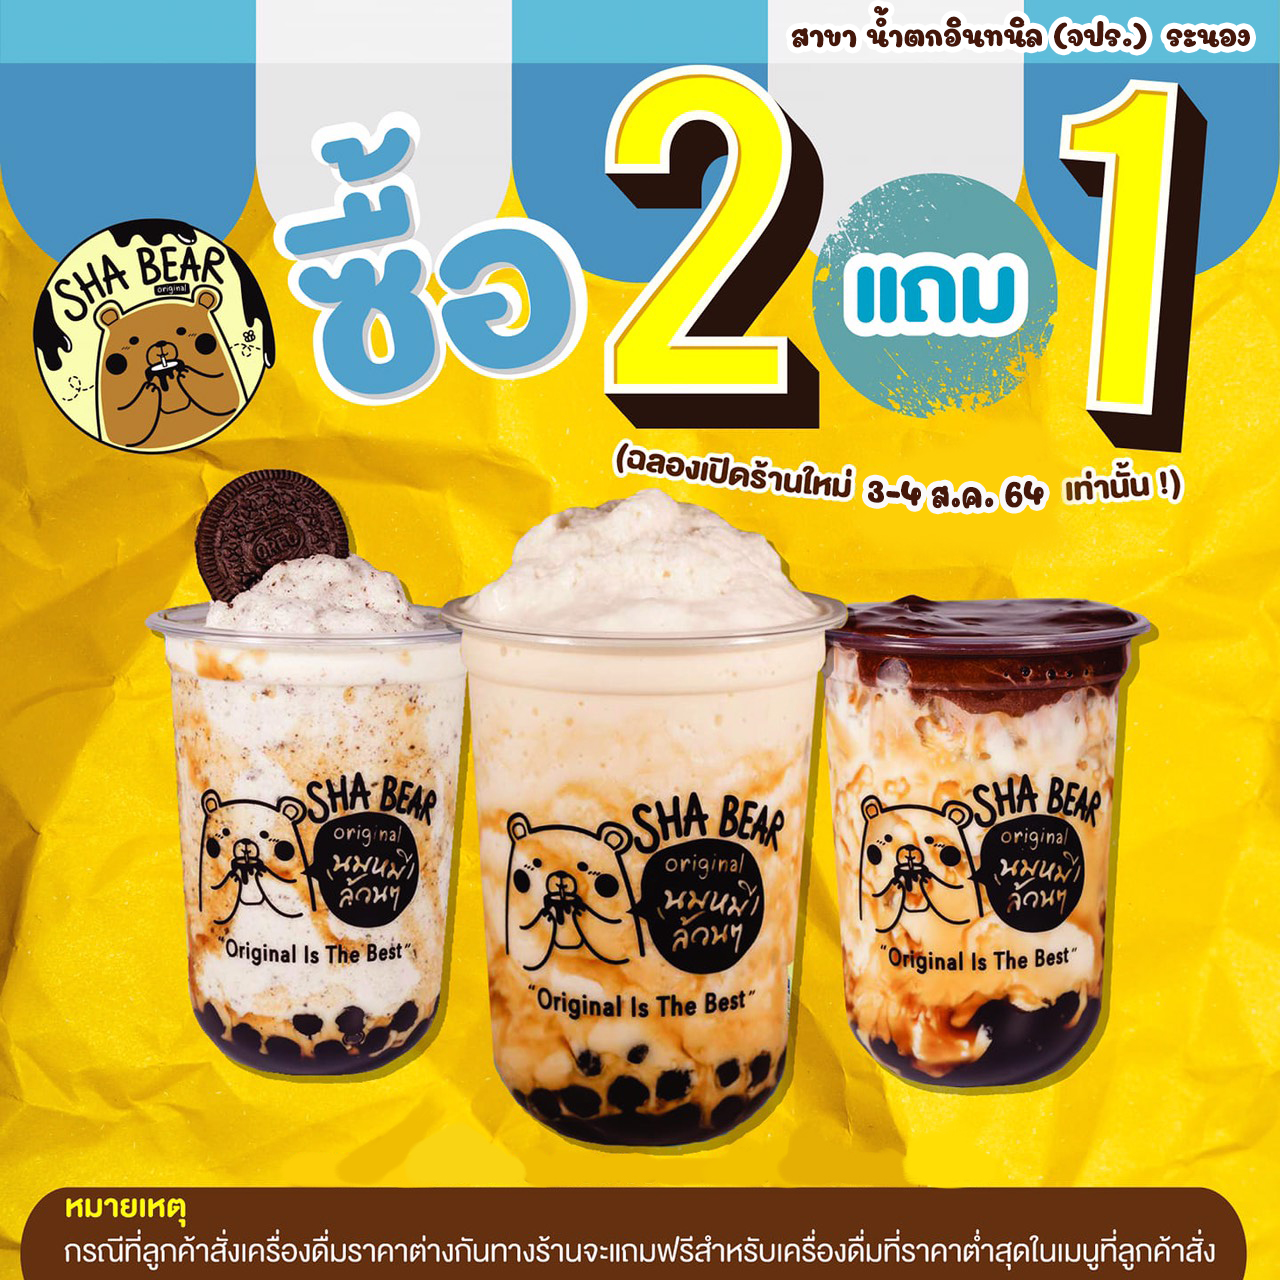 สาขา น้ำตกอินทนิล (จปร.) ระนอง
ซื้อ 2 แถม 1
SHA BEAR
original
(ฉลองเปิดร้านใหม่ 3-4 ส.ค. 64 เท่านั้น !)
OREO
SHA BEAR
original
นมหมี
ล้วนๆ
"Original Is The Best"
SHA BEAR
original
นมหมี
ล้วนๆ
"Original Is The Best"
SHA BEAR
original
นมหมี
ล้วนๆ
"Original Is The Best"
หมายเหตุ
กรณีที่ลูกค้าสั่งเครื่องดื่มราคาต่างกันทางร้านจะแถมฟรีสำหรับเครื่องดื่มที่ราคาต่ำสุดในเมนูที่ลูกค้าสั่ง